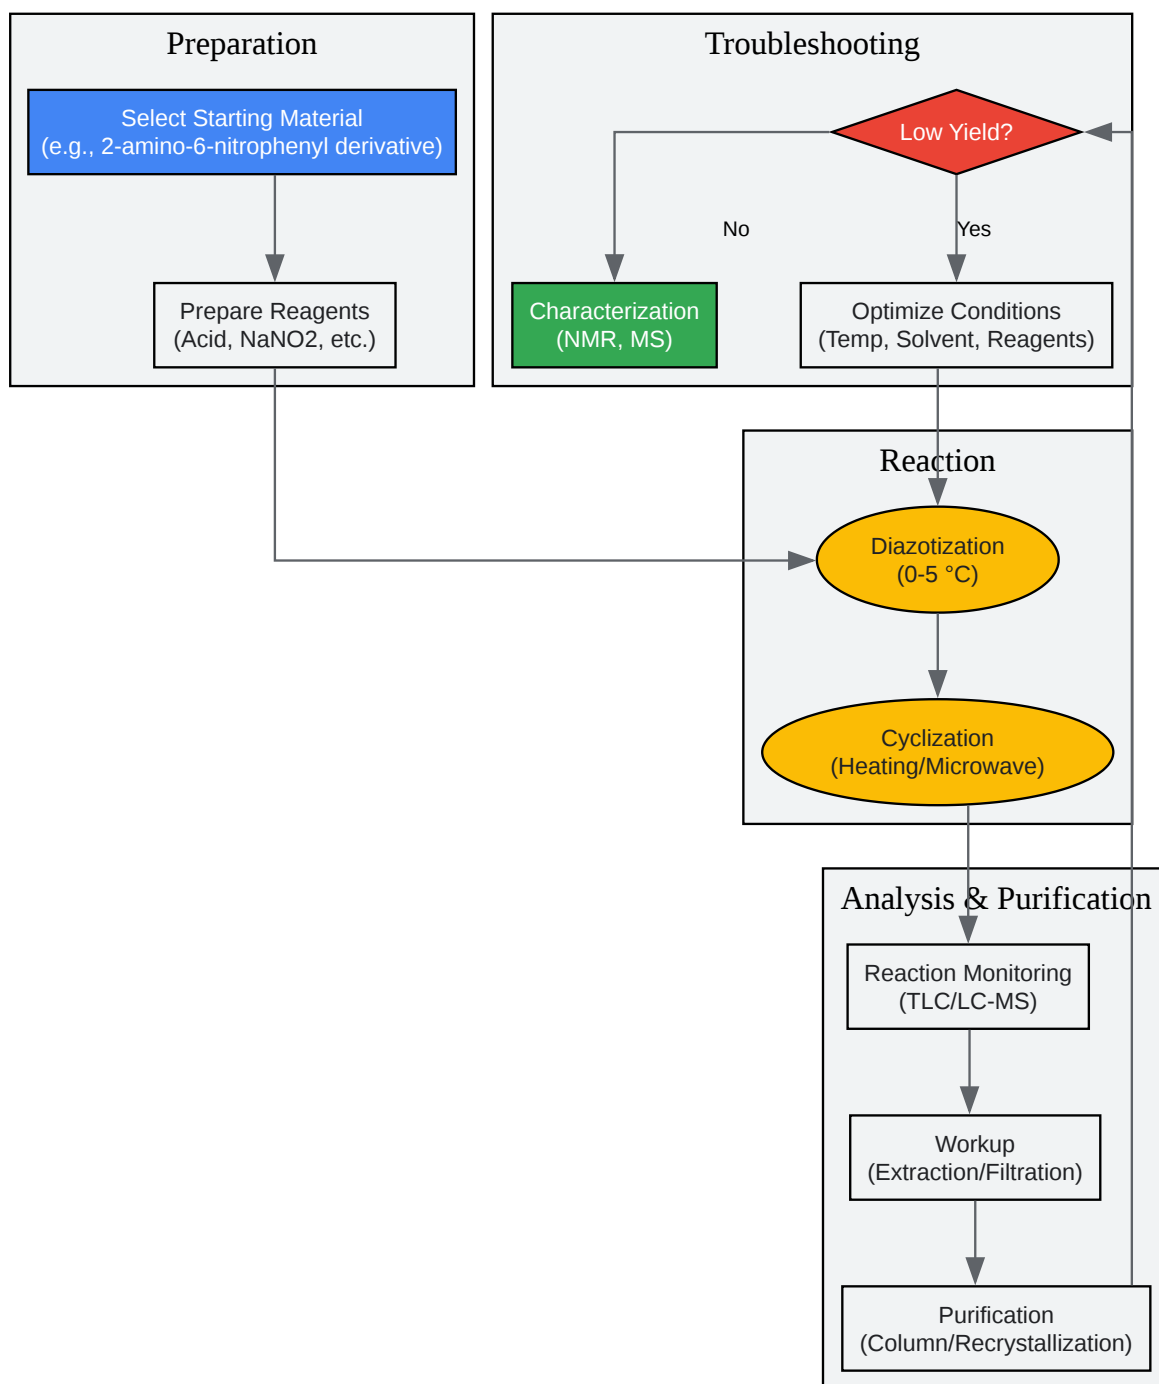 Preparation
Select Starting Material
(e.g., 2-amino-6-nitrophenyl derivative)
Prepare Reagents
(Acid, NaNO2, etc.)
Troubleshooting
Low Yield?
No
Yes
Characterization
(NMR, MS)
Optimize Conditions
(Temp, Solvent, Reagents)
Reaction
Diazotization
(0-5 °C)
Cyclization
(Heating/Microwave)
Analysis & Purification
Reaction Monitoring
(TLC/LC-MS)
Workup
(Extraction/Filtration)
Purification
(Column/Recrystallization)